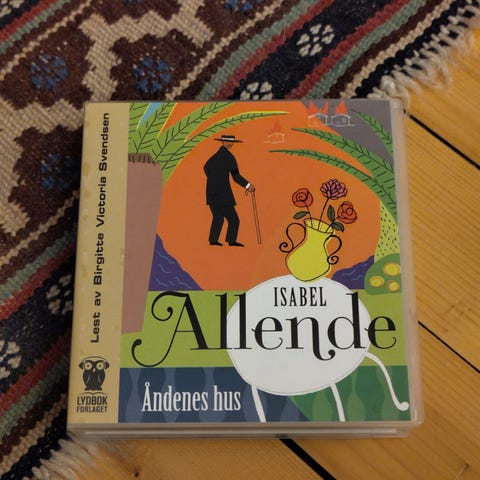 Lest av Birgitte Victoria Svendsen
LYDBOK
FORLAGET
ISABEL
Allende
Åndenes hus